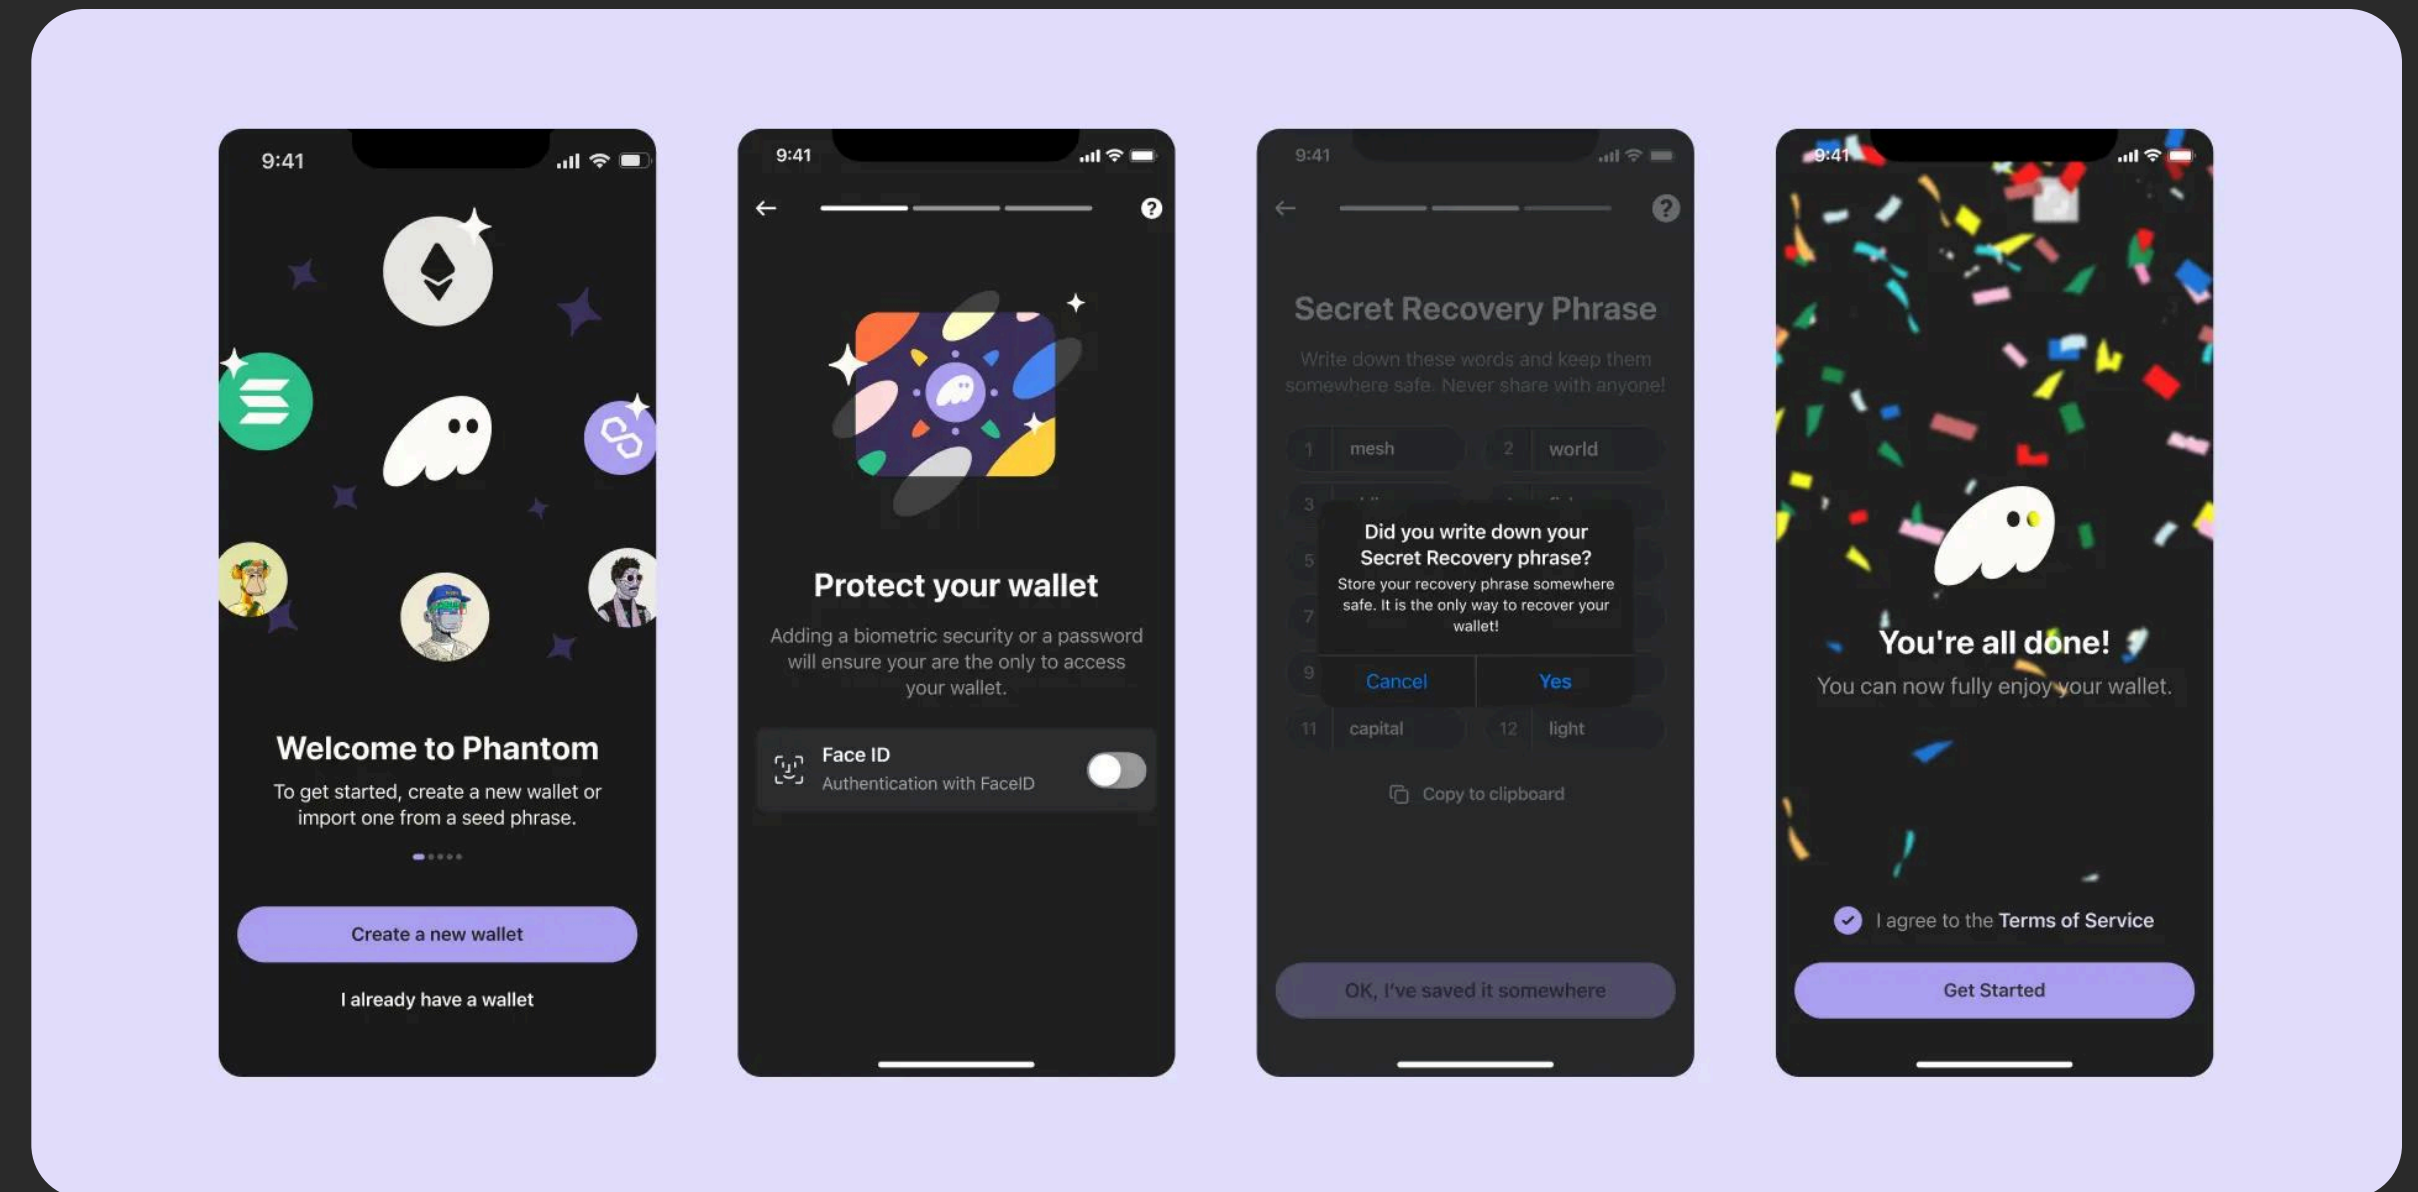 9:41
Welcome to Phantom
To get started, create a new wallet or
import one from a seed phrase.
Create a new wallet
I already have a wallet
9:41
?
Protect your wallet
Adding a biometric security or a password
will ensure your are the only to access
your wallet.
Face ID
Authentication with FaceID
9:41
?
Secret Recovery Phrase
Write down these words and keep them
somewhere safe. Never share with anyone!
1 mesh 2 world
3
Did you write down your
Secret Recovery phrase?
Store your recovery phrase somewhere
safe. It is the only way to recover your
wallet!
Cancel Yes
5
7
9
11 capital 12 light
Copy to clipboard
OK, I've saved it somewhere
9:41
You're all done!
You can now fully enjoy your wallet.
I agree to the Terms of Service
Get Started